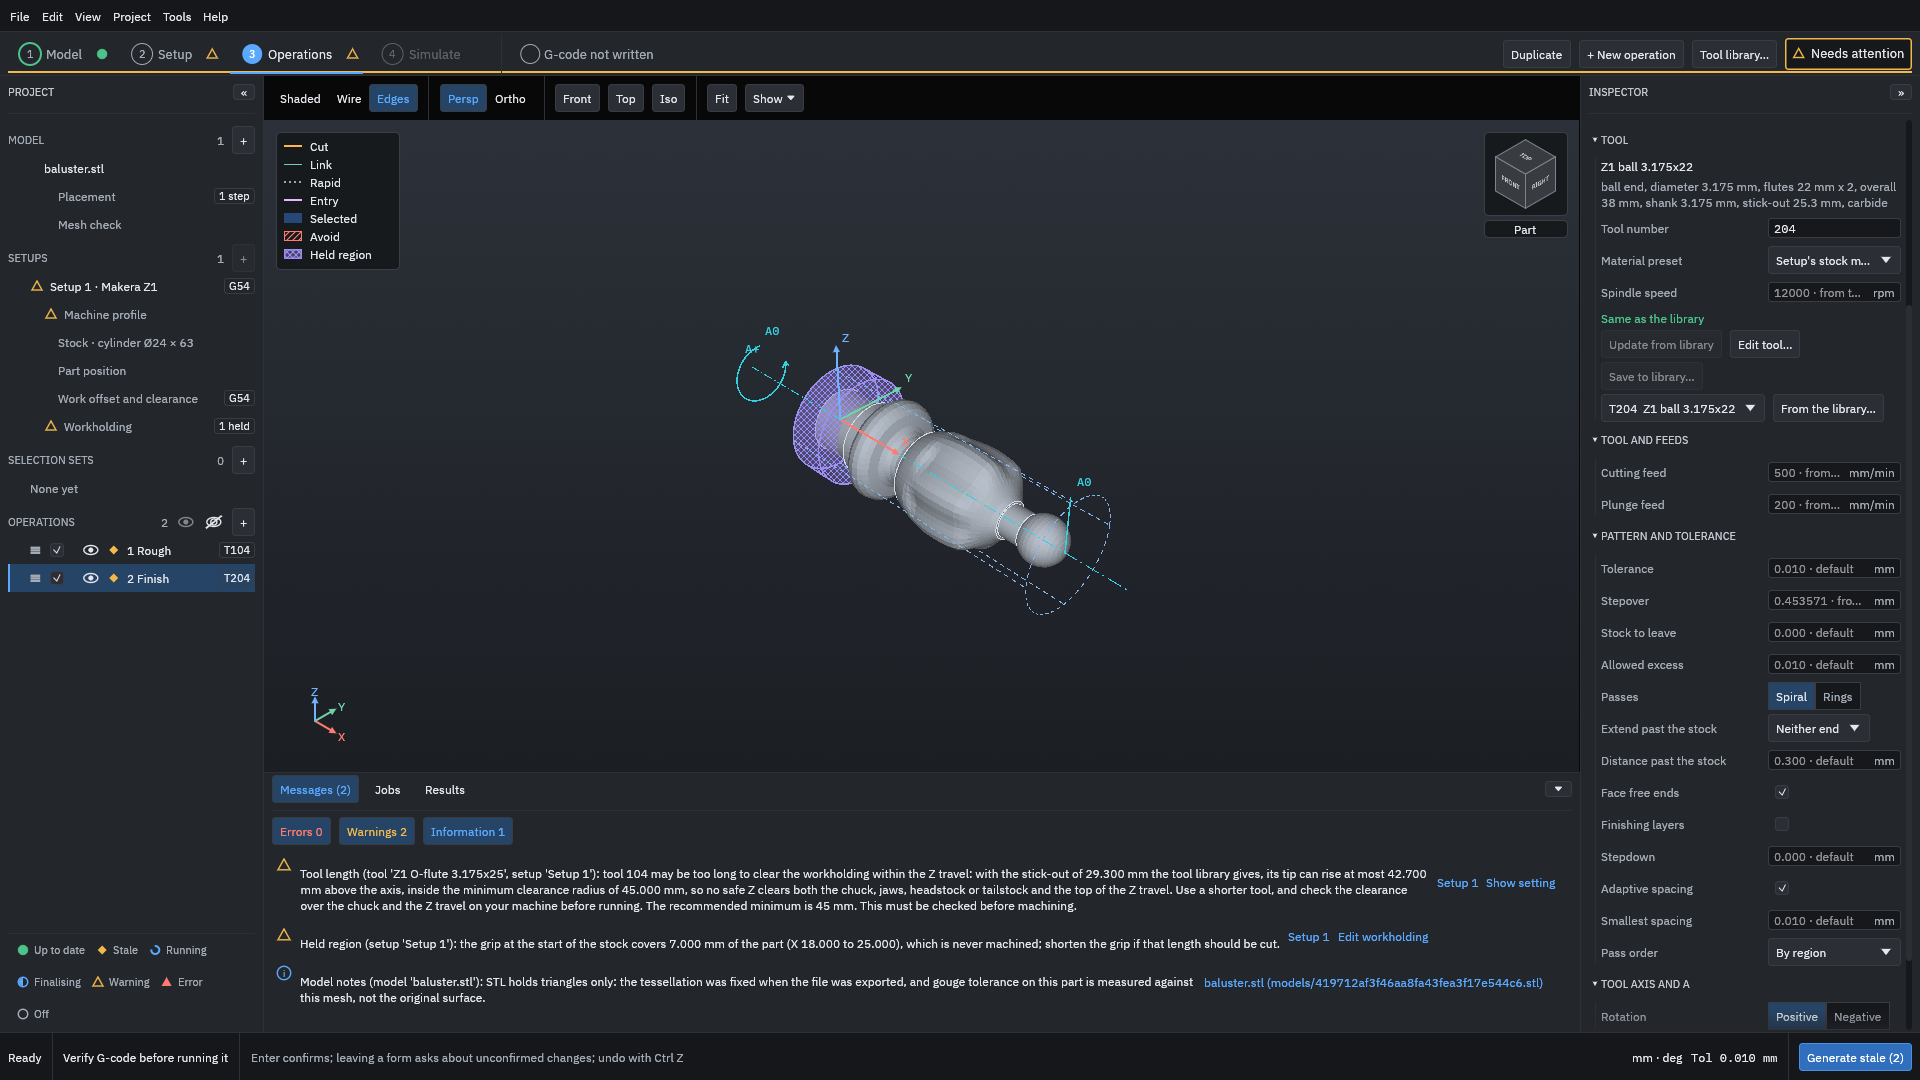 File Edit View Project Tools Help
1 Model 2 Setup 3 Operations 4 Simulate G-code not written Duplicate + New operation Tool library... Needs attention
PROJECT «
MODEL 1 +
baluster.stl
Placement 1 step
Mesh check
SETUPS 1 +
Setup 1 · Makera Z1 G54
Machine profile
Stock · cylinder Ø24 × 63
Part position
Work offset and clearance G54
Workholding 1 held
SELECTION SETS 0 +
None yet
OPERATIONS 2 +
1 Rough T104
2 Finish T204
Up to date Stale Running
Finalising Warning Error
Off
Shaded Wire Edges Persp Ortho Front Top Iso Fit Show
Cut
Link
Rapid
Entry
Selected
Avoid
Held region
TOP
FRONT RIGHT
Part
A0
A+
Z
Y
X
A0
Z
Y
X
Messages (2) Jobs Results
Errors 0 Warnings 2 Information 1
Tool length (tool 'Z1 O-flute 3.175x25', setup 'Setup 1'): tool 104 may be too long to clear the workholding within the Z travel: with the stick-out of 29.300 mm the tool library gives, its tip can rise at most 42.700
mm above the axis, inside the minimum clearance radius of 45.000 mm, so no safe Z clears both the chuck, jaws, headstock or tailstock and the top of the Z travel. Use a shorter tool, and check the clearance
over the chuck and the Z travel on your machine before running. The recommended minimum is 45 mm. This must be checked before machining.
Setup 1 Show setting
Held region (setup 'Setup 1'): the grip at the start of the stock covers 7.000 mm of the part (X 18.000 to 25.000), which is never machined; shorten the grip if that length should be cut. Setup 1 Edit workholding
Model notes (model 'baluster.stl'): STL holds triangles only: the tessellation was fixed when the file was exported, and gouge tolerance on this part is measured against
this mesh, not the original surface.
baluster.stl (models/419712af3f46aa8fa43fea3f17e544c6.stl)
INSPECTOR »
TOOL
Z1 ball 3.175x22
ball end, diameter 3.175 mm, flutes 22 mm x 2, overall
38 mm, shank 3.175 mm, stick-out 25.3 mm, carbide
Tool number 204
Material preset Setup's stock m...
Spindle speed 12000 · from t... rpm
Same as the library
Update from library Edit tool...
Save to library...
T204 Z1 ball 3.175x22 From the library...
TOOL AND FEEDS
Cutting feed 500 · from... mm/min
Plunge feed 200 · from... mm/min
PATTERN AND TOLERANCE
Tolerance 0.010 · default mm
Stepover 0.453571 · fro... mm
Stock to leave 0.000 · default mm
Allowed excess 0.010 · default mm
Passes Spiral Rings
Extend past the stock Neither end
Distance past the stock 0.300 · default mm
Face free ends
Finishing layers
Stepdown 0.000 · default mm
Adaptive spacing
Smallest spacing 0.010 · default mm
Pass order By region
TOOL AXIS AND A
Rotation Positive Negative
Ready Verify G-code before running it Enter confirms; leaving a form asks about unconfirmed changes; undo with Ctrl Z mm · deg Tol 0.010 mm Generate stale (2)